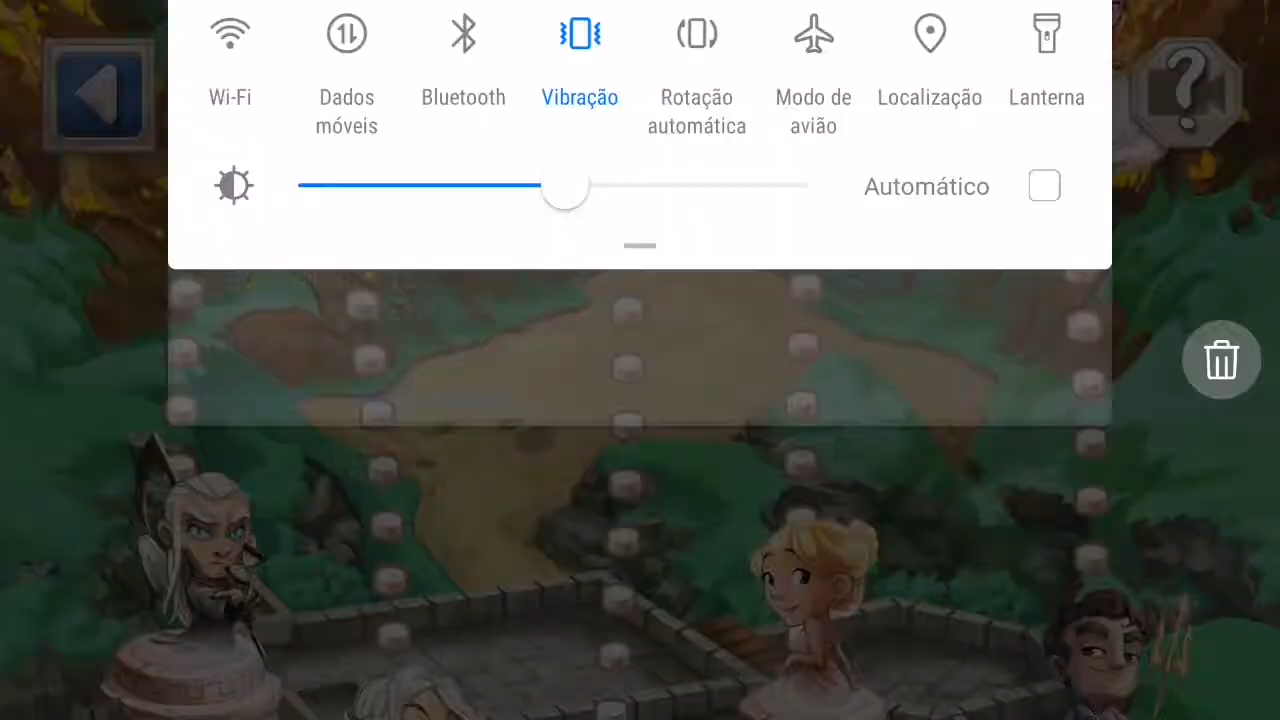 Wi-Fi
Dados
móveis
Bluetooth
Vibração
Rotação
automática
Modo de
avião
Localização
Lanterna
Automático
?